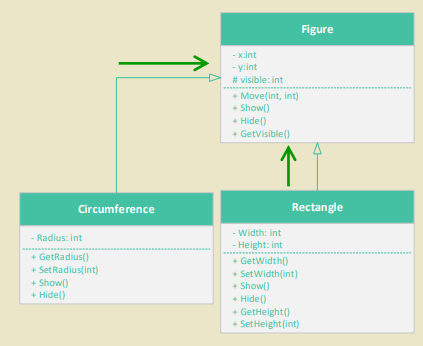 Figure
- x:int
- y:int
# visible: int
+ Move(int, int)
+ Show()
+ Hide()
+ GetVisible()
Circumference
- Radius: int
+ GetRadius()
+ SetRadius(int)
+ Show()
+ Hide()
Rectangle
- Width: int
- Height: int
+ GetWidth()
+ SetWidth(int)
+ Show()
+ Hide()
+ GetHeight()
+ SetHeight(int)